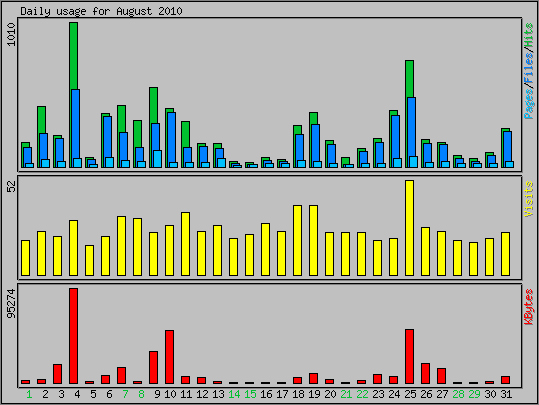 Daily usage for August 2010
1010
Pages/Files/Hits
52
Visits
95274
KBytes
1 2 3 4 5 6 7 8 9 10 11 12 13 14 15 16 17 18 19 20 21 22 23 24 25 26 27 28 29 30 31